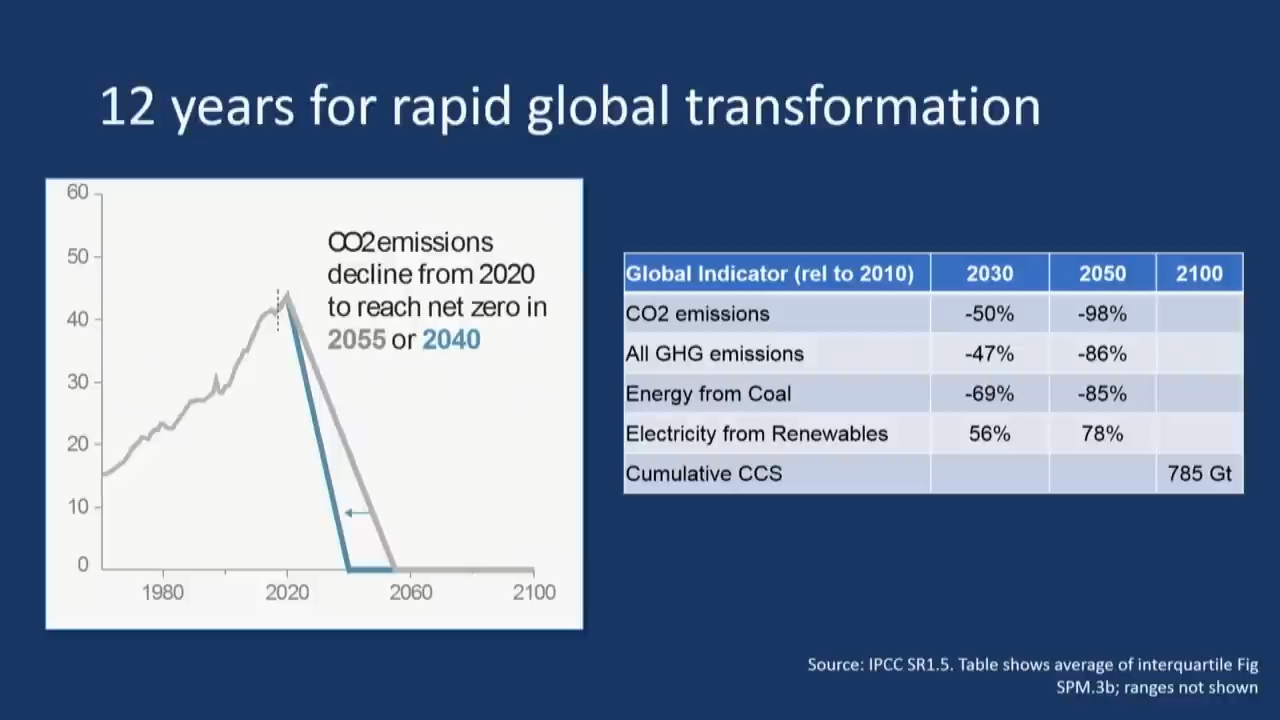 12 years for rapid global transformation
60
50
40
30
20
10
0
1980
2020
2060
2100
CO2 emissions
decline from 2020
to reach net zero in
2055 or 2040
Global Indicator (rel to 2010) 2030 2050 2100
CO2 emissions -50% -98%
All GHG emissions -47% -86%
Energy from Coal -69% -85%
Electricity from Renewables 56% 78%
Cumulative CCS 785 Gt
Source: IPCC SR1.5. Table shows average of interquartile Fig
SPM.3b; ranges not shown